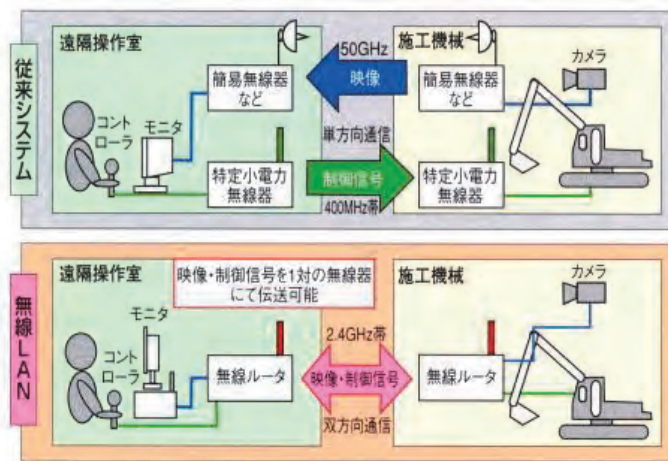 従来システム
遠隔操作室
50GHz
施工機械
カメラ
簡易無線器
など
映像
簡易無線器
など
コント
ローラ
モニタ
単方向通信
特定小電力
無線器
制御信号
特定小電力
無線器
400MHz帯
無線LAN
遠隔操作室
映像・制御信号を1対の無線器
にて伝送可能
施工機械
カメラ
モニタ
2.4GHz帯
コント
ローラ
無線ルータ
映像・制御信号
無線ルータ
双方向通信